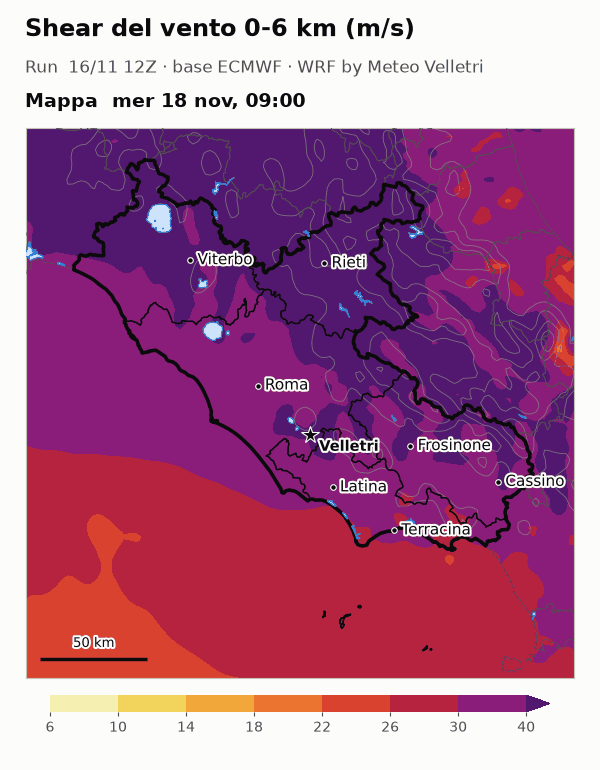 Shear del vento 0-6 km (m/s)
Run 16/11 12Z · base ECMWF · WRF by Meteo Velletri
Mappa mer 18 nov, 09:00
Viterbo
Rieti
Roma
Velletri
Frosinone
Latina
Cassino
Terracina
50 km
6 10 14 18 22 26 30 40